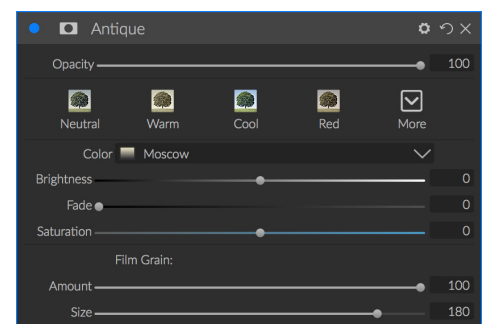 Antique
Opacity 100
Neutral Warm Cool Red More
Color Moscow
Brightness 0
Fade 0
Saturation 0
Film Grain:
Amount 100
Size 180